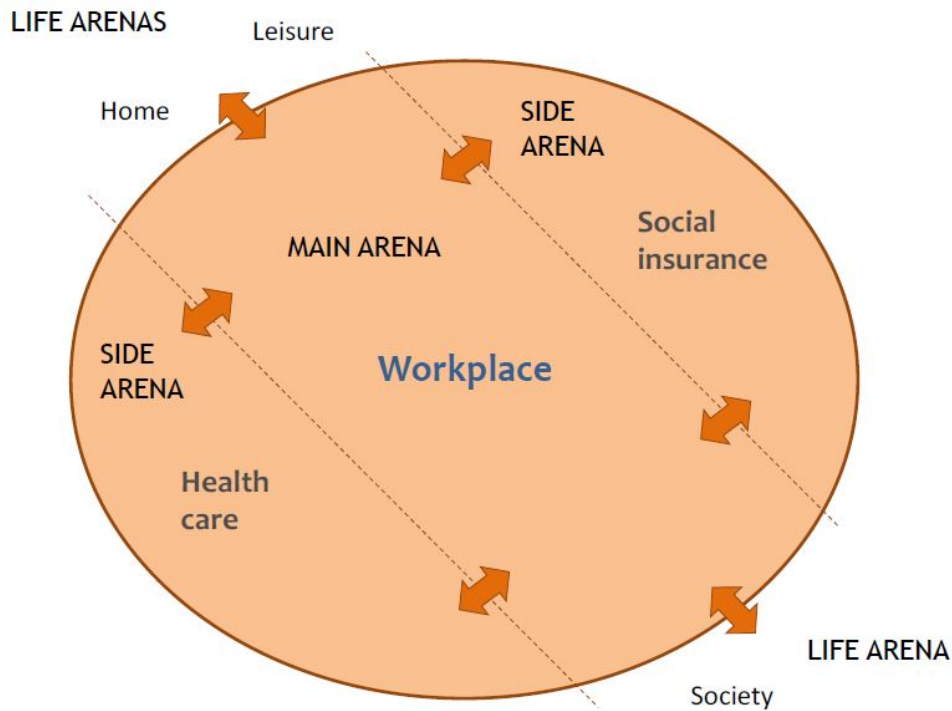 LIFE ARENAS
Leisure
Home
SIDE
ARENA
Social
insurance
MAIN ARENA
SIDE
ARENA
Workplace
Health
care
LIFE ARENA
Society